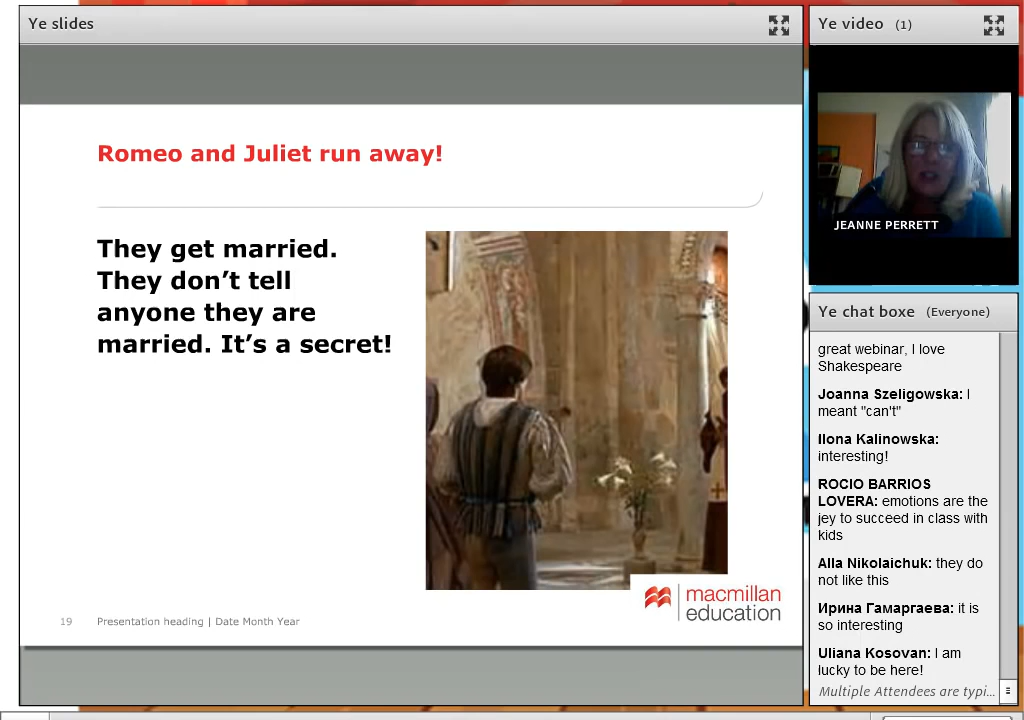 Ye slides
Romeo and Juliet run away!
They get married.
They don’t tell
anyone they are
married. It’s a secret!
macmillan
education
19 Presentation heading | Date Month Year
Ye video (1)
JEANNE PERRETT
Ye chat boxe (Everyone)
great webinar, I love
Shakespeare
Joanna Szeligowska: I
meant "can't"
Ilona Kalinowska:
interesting!
ROCIO BARRIOS
LOVERA: emotions are the
jey to succeed in class with
kids
Alla Nikolaichuk: they do
not like this
Ирина Гамаргаева: it is
so interesting
Uliana Kosovan: I am
lucky to be here!
Multiple Attendees are typi...